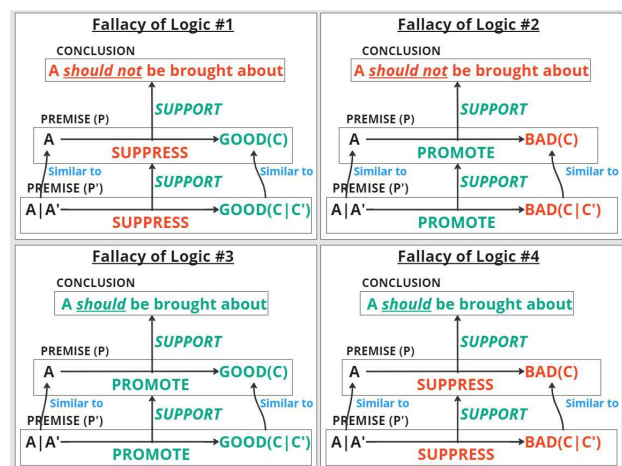 Fallacy of Logic #1
CONCLUSION
A should not be brought about
SUPPORT
PREMISE (P)
A
GOOD(C)
SUPPRESS
Similar to
SUPPORT
Similar to
PREMISE (P')
A|A'
GOOD(C|C')
SUPPRESS
Fallacy of Logic #2
CONCLUSION
A should not be brought about
SUPPORT
PREMISE (P)
A
BAD(C)
PROMOTE
Similar to
SUPPORT
Similar to
PREMISE (P')
A|A'
BAD(C|C')
PROMOTE
Fallacy of Logic #3
CONCLUSION
A should be brought about
SUPPORT
PREMISE (P)
A
GOOD(C)
PROMOTE
Similar to
SUPPORT
Similar to
PREMISE (P')
A|A'
GOOD(C|C')
PROMOTE
Fallacy of Logic #4
CONCLUSION
A should be brought about
SUPPORT
PREMISE (P)
A
BAD(C)
SUPPRESS
Similar to
SUPPORT
Similar to
PREMISE (P')
A|A'
BAD(C|C')
SUPPRESS